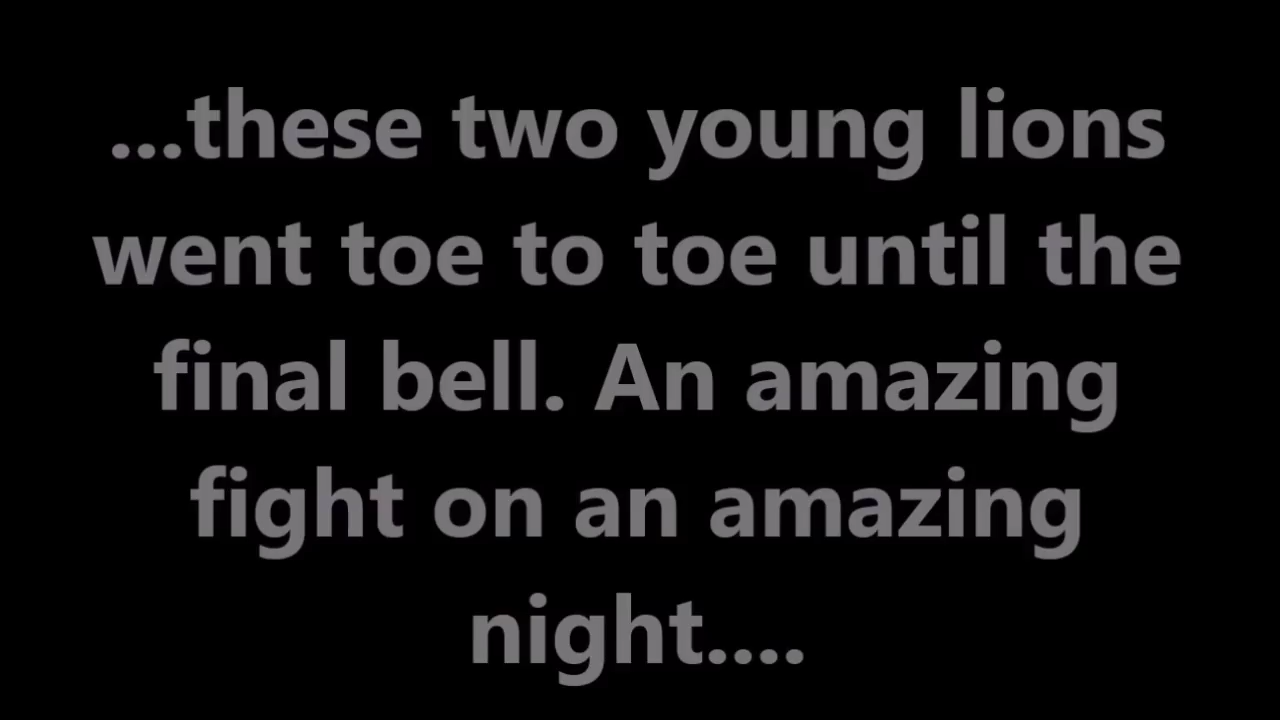 ...these two young lions
went toe to toe until the
final bell. An amazing
fight on an amazing
night....